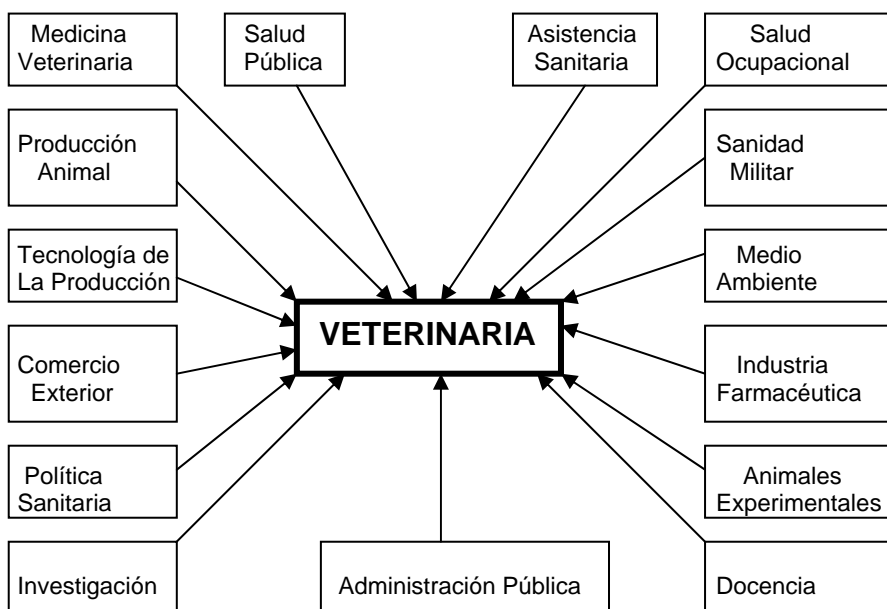 Medicina
Veterinaria
Salud
Pública
Asistencia
Sanitaria
Salud
Ocupacional
Producción
Animal
Sanidad
Militar
Tecnología de
La Producción
Medio
Ambiente
VETERINARIA
Comercio
Exterior
Industria
Farmacéutica
Política
Sanitaria
Animales
Experimentales
Investigación
Administración Pública
Docencia